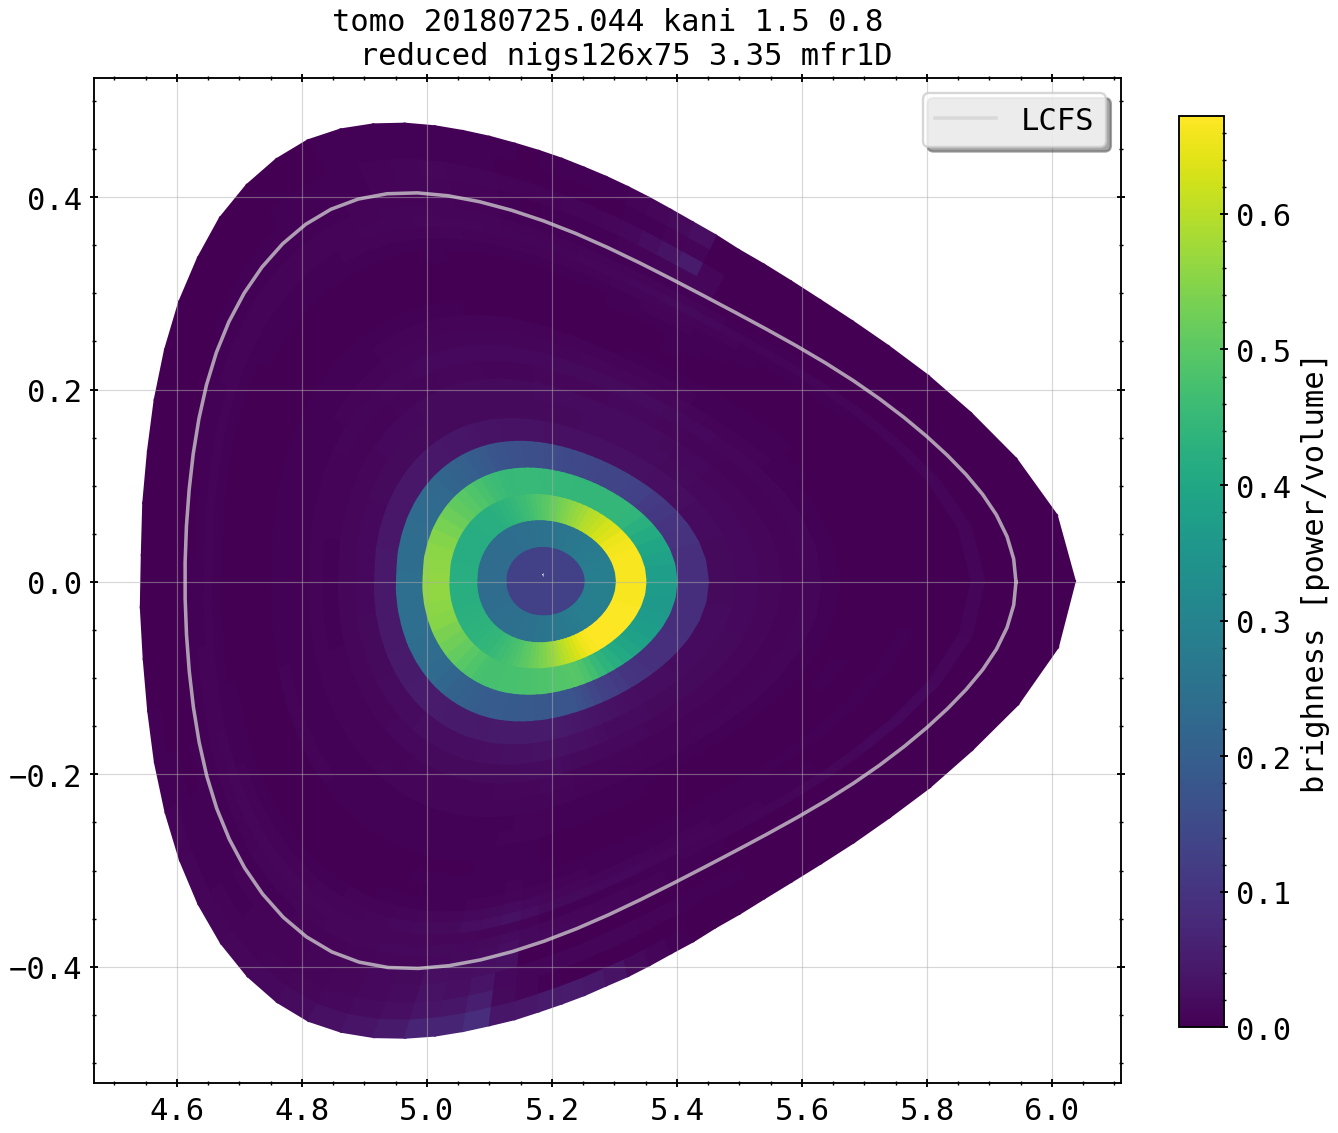 tomo 20180725.044 kani 1.5 0.8
reduced nigs126x75 3.35 mfr1D
LCFS
0.4
0.2
0.0
−0.2
−0.4
4.6 4.8 5.0 5.2 5.4 5.6 5.8 6.0
0.6
0.5
0.4
0.3
0.2
0.1
0.0
brighness [power/volume]